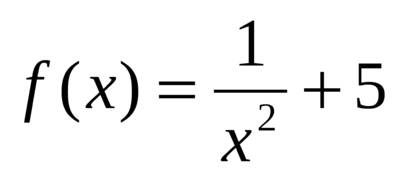 f(x) = 1/x² + 5